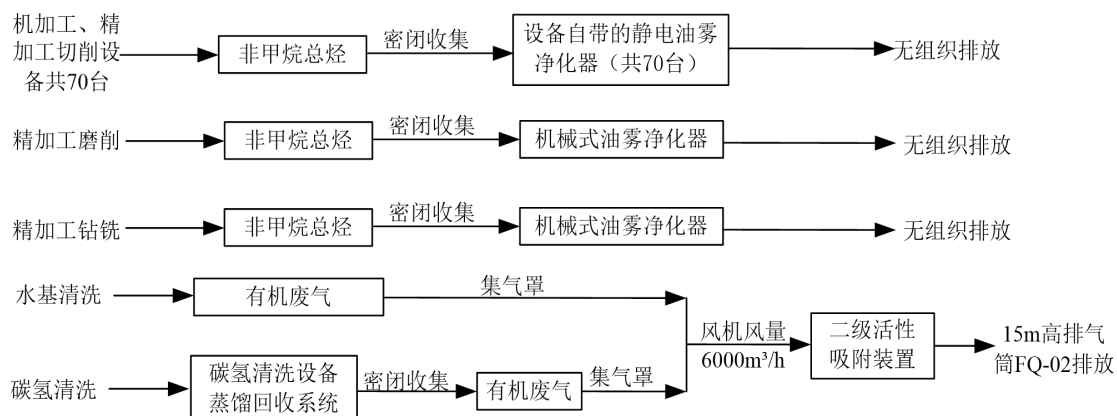 机加工、精
加工切削设
备共70台
非甲烷总烃
密闭收集
设备自带的静电油雾
净化器（共70台）
无组织排放
精加工磨削
非甲烷总烃
密闭收集
机械式油雾净化器
无组织排放
精加工钻铣
非甲烷总烃
密闭收集
机械式油雾净化器
无组织排放
水基清洗
有机废气
集气罩
碳氢清洗
碳氢清洗设备
蒸馏回收系统
密闭收集
有机废气
集气罩
风机风量
6000m³/h
二级活性
吸附装置
15m高排气
筒FQ-02排放